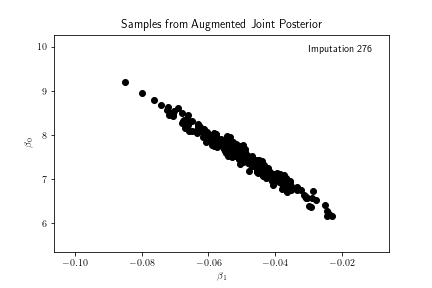 Samples from Augmented Joint Posterior
Imputation 276
10
9
8
7
6
β₀
−0.10
−0.08
−0.06
−0.04
−0.02
β₁